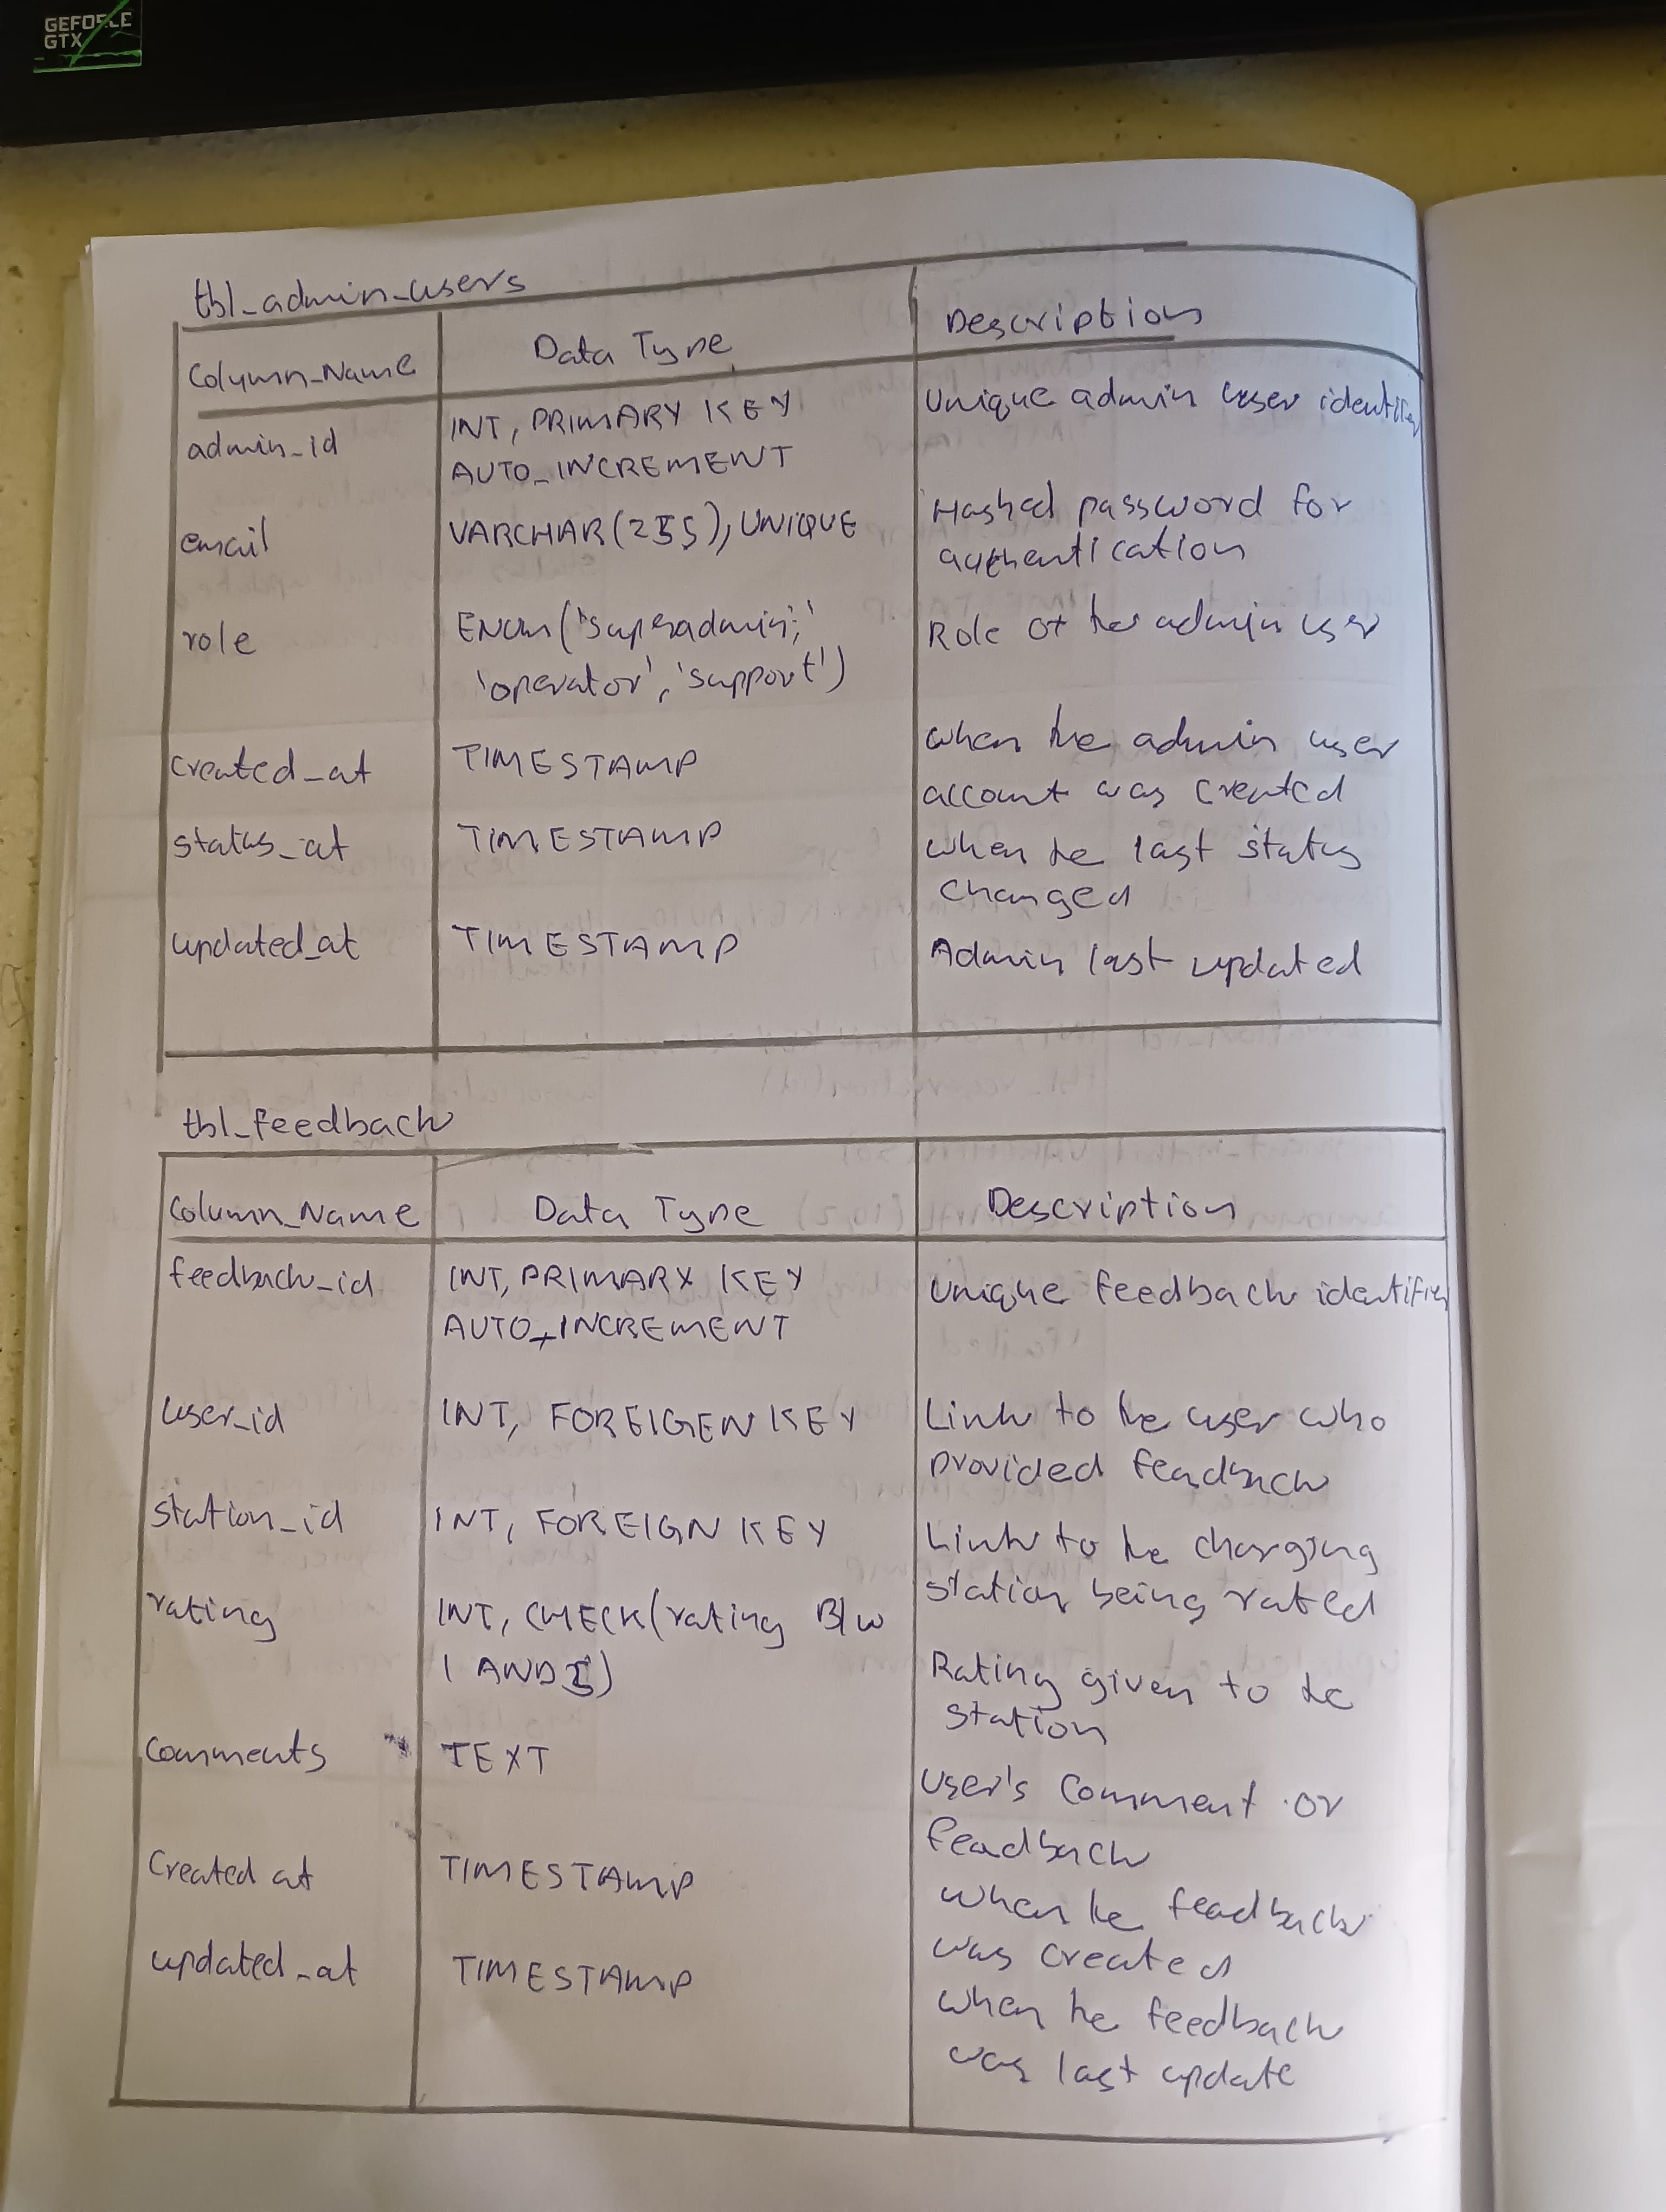 GEFORCE
GTX
tbl_admin_users
Column_Name Data Type Description
admin_id INT, PRIMARY KEY Unique admin user identifier
AUTO_INCREMENT
email VARCHAR(255), UNIQUE Hashed password for
authentication
role ENUM('superadmin', Role of the admin user
'operator', 'support')
created_at TIMESTAMP when the admin user
account was created
status_at TIMESTAMP when the last status
changed
updated_at TIMESTAMP Admin last updated
tbl_feedback
Column_Name Data Type Description
feedback_id INT, PRIMARY KEY Unique feedback identifier
AUTO_INCREMENT
user_id INT, FOREIGEN KEY Link to the user who
provided feedback
station_id INT, FOREIGN KEY Link to the charging
station being rated
rating INT, CHECK(rating B/w
1 AND 5) Rating given to the
station
Comments TEXT User's Comment or
feedback
Created at TIMESTAMP when the feedback
was created
updated_at TIMESTAMP when the feedback
was last update